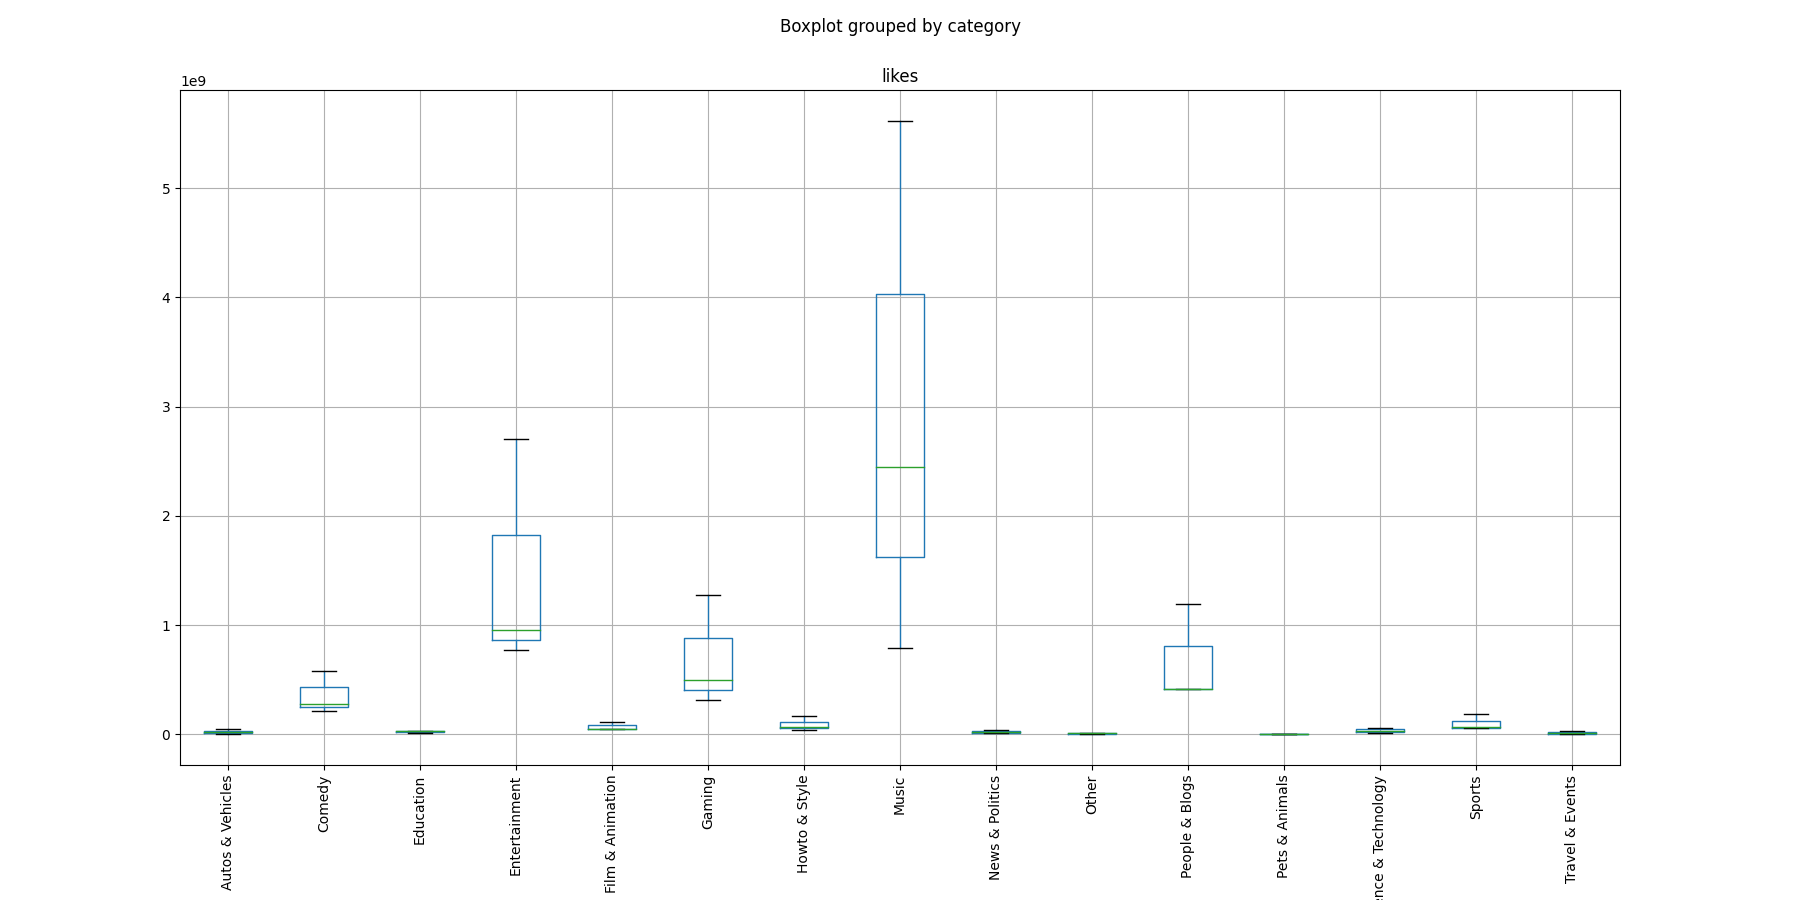 Boxplot grouped by category
likes
1e9
5
4
3
2
1
0
Autos & Vehicles
Comedy
Education
Entertainment
Film & Animation
Gaming
Howto & Style
Music
News & Politics
Other
People & Blogs
Pets & Animals
ence & Technology
Sports
Travel & Events